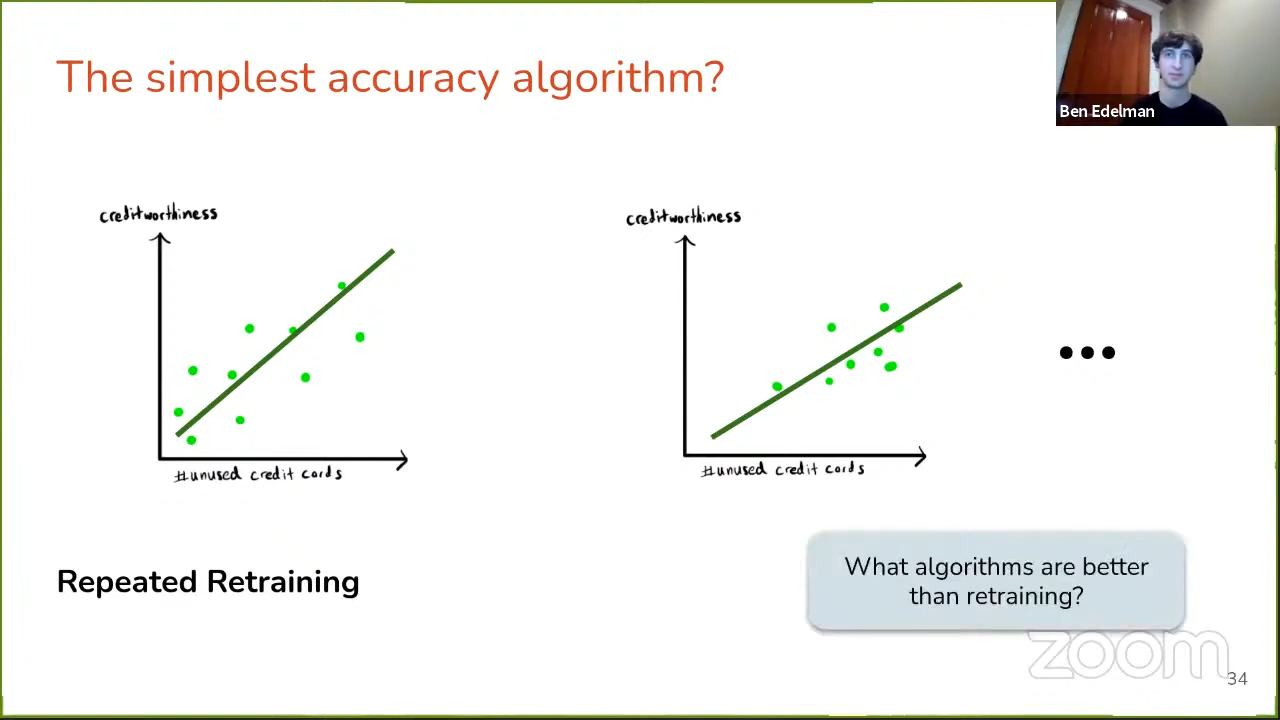 The simplest accuracy algorithm?
Ben Edelman
creditworthiness
#unused credit cards
creditworthiness
#unused credit cards
Repeated Retraining
What algorithms are better
than retraining?
zoom
34